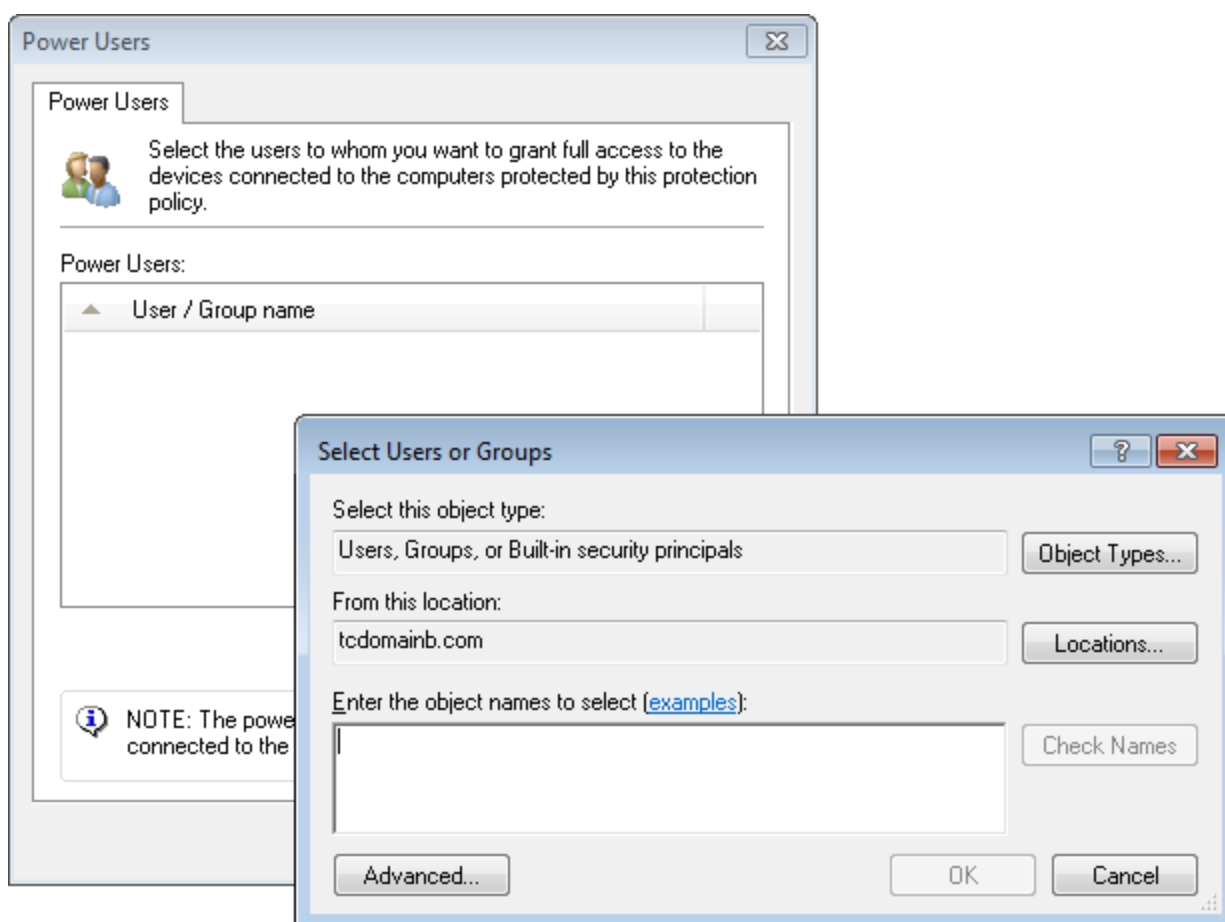 Power Users
Power Users
Select the users to whom you want to grant full access to the
devices connected to the computers protected by this protection
policy.
Power Users:
User / Group name
NOTE: The powe
connected to the
Select Users or Groups
Select this object type:
Users, Groups, or Built-in security principals
Object Types...
From this location:
tcdomainb.com
Locations...
Enter the object names to select (examples):
Check Names
Advanced...
OK
Cancel